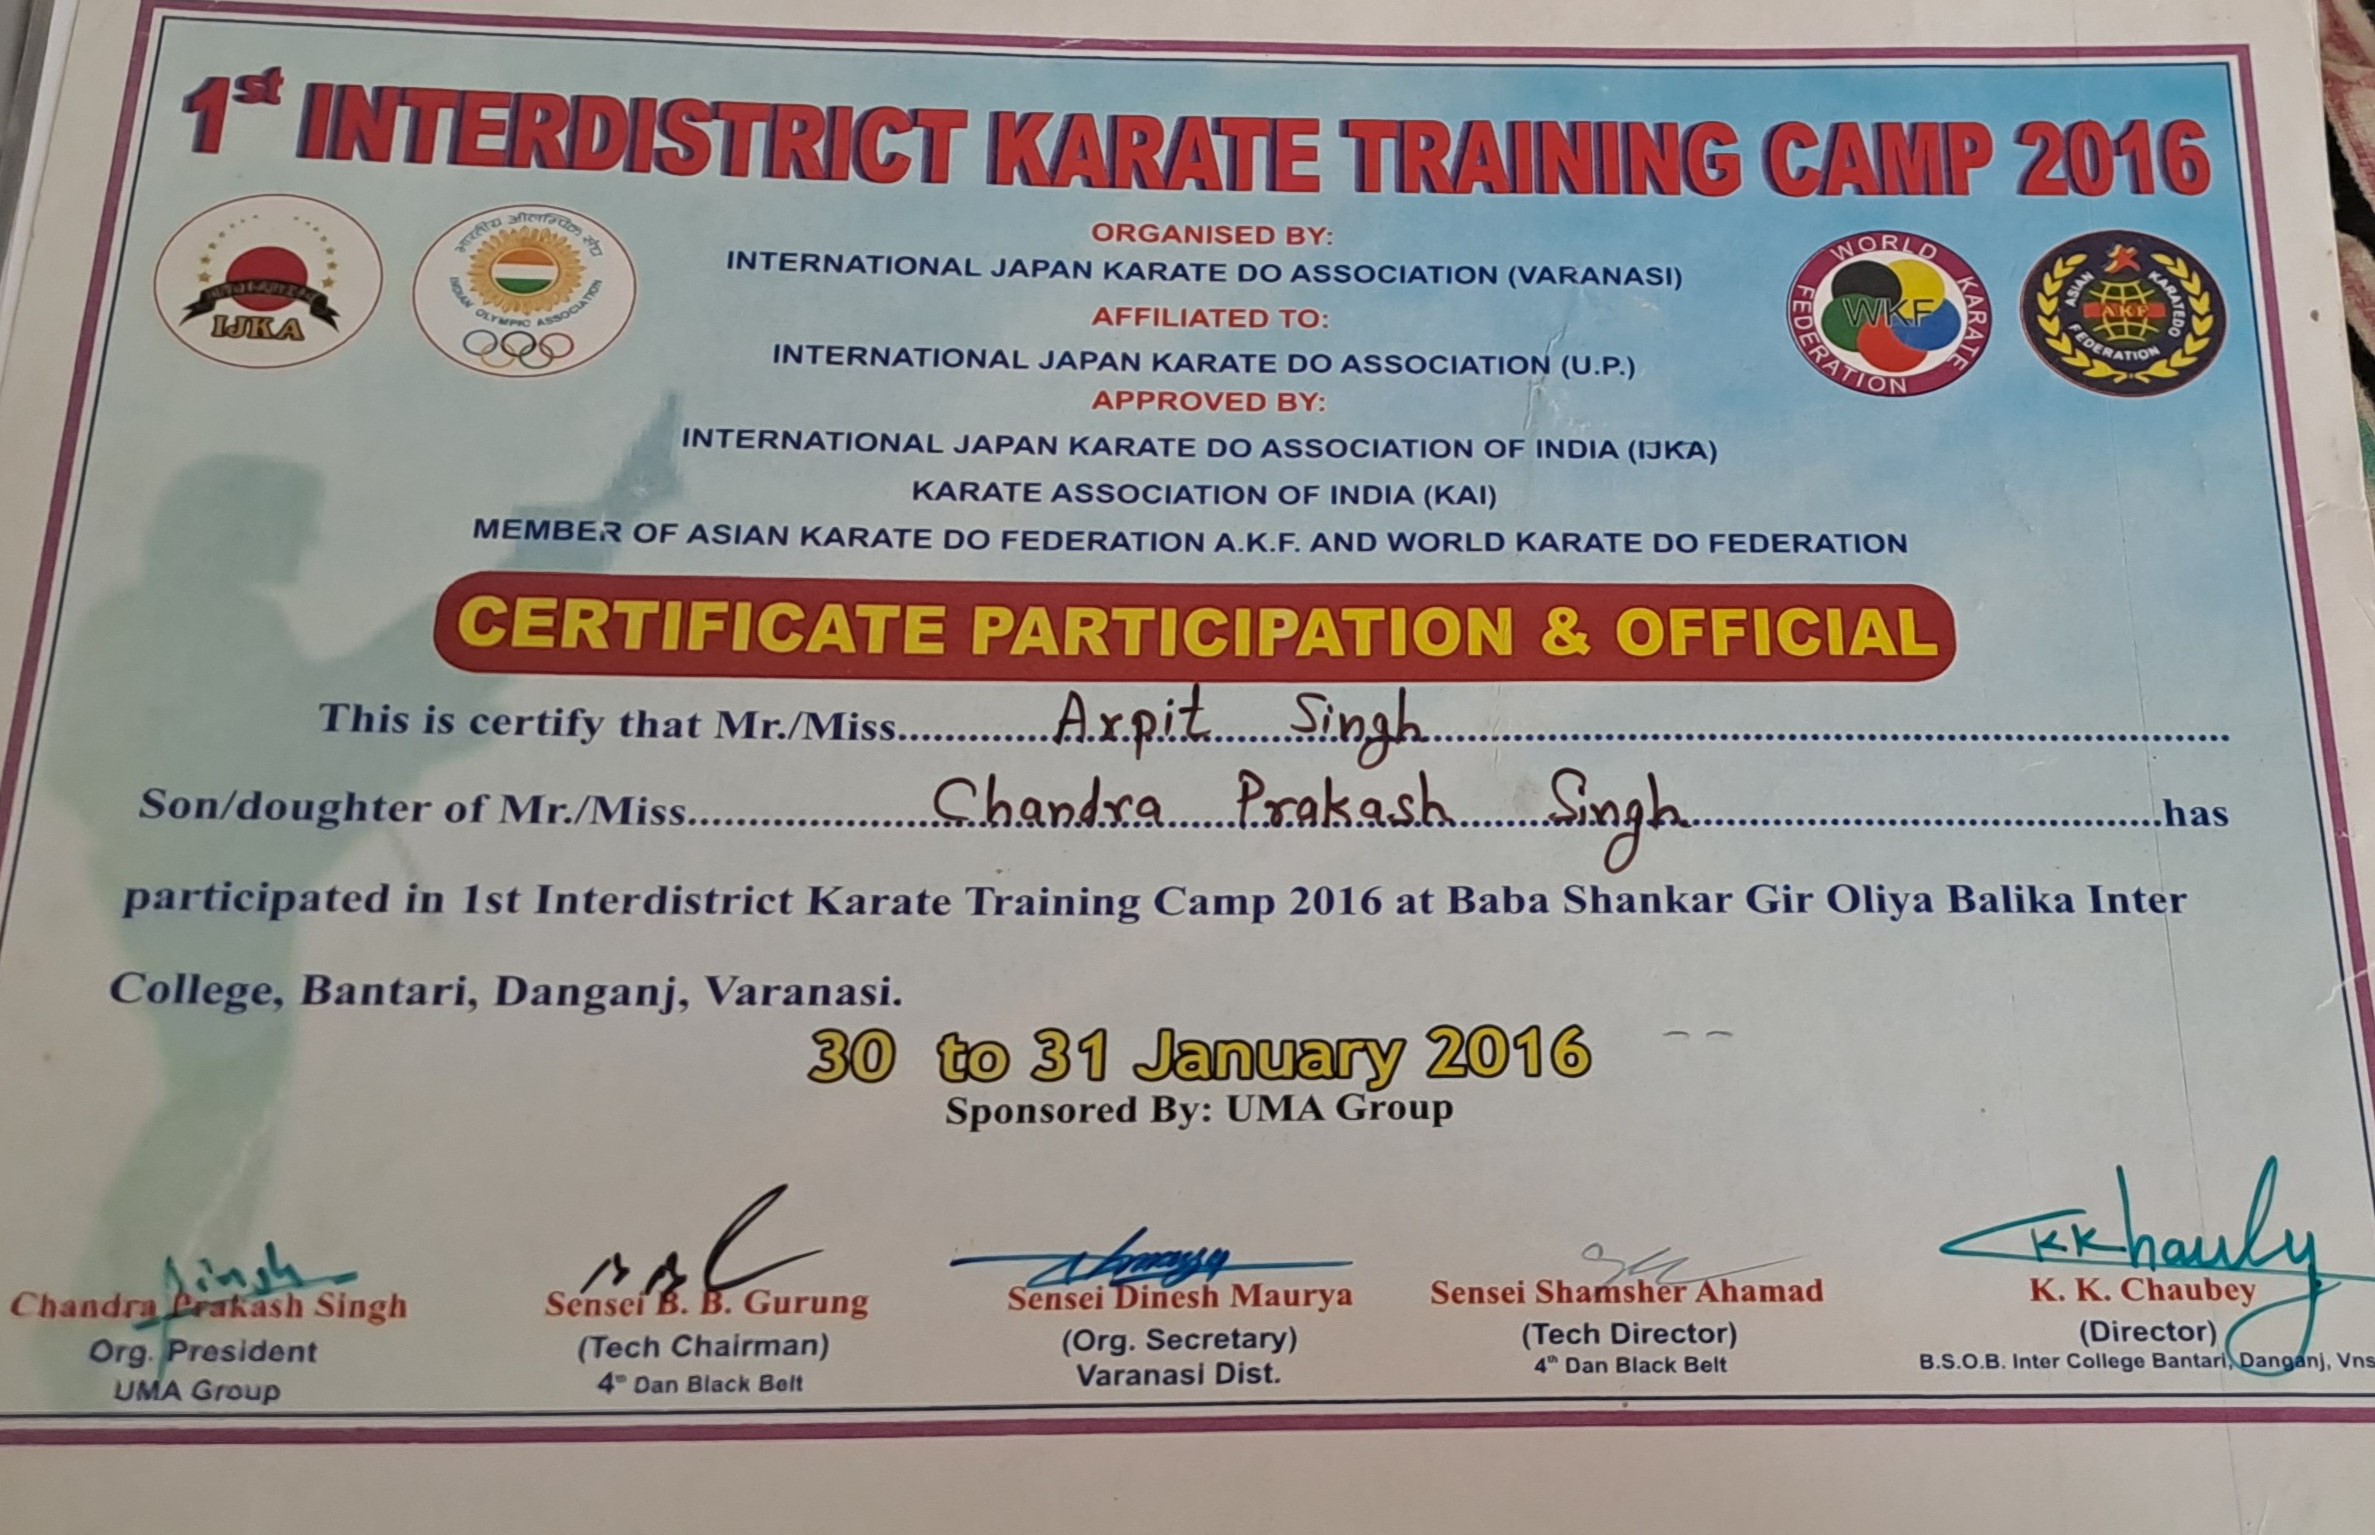 1st INTERDISTRICT KARATE TRAINING CAMP 2016
IJKA
भारतीय ओलम्पिक संघ
INDIAN OLYMPIC ASSOCIATION
ORGANISED BY:
INTERNATIONAL JAPAN KARATE DO ASSOCIATION (VARANASI)
AFFILIATED TO:
INTERNATIONAL JAPAN KARATE DO ASSOCIATION (U.P.)
APPROVED BY:
INTERNATIONAL JAPAN KARATE DO ASSOCIATION OF INDIA (IJKA)
KARATE ASSOCIATION OF INDIA (KAI)
MEMBER OF ASIAN KARATE DO FEDERATION A.K.F. AND WORLD KARATE DO FEDERATION
WORLD KARATE FEDERATION
WKF
ASIAN KARATEDO FEDERATION
AKF
CERTIFICATE PARTICIPATION & OFFICIAL
This is certify that Mr./Miss Arpit Singh
Son/doughter of Mr./Miss Chandra Prakash Singh has
participated in 1st Interdistrict Karate Training Camp 2016 at Baba Shankar Gir Oliya Balika Inter
College, Bantari, Danganj, Varanasi.
30 to 31 January 2016
Sponsored By: UMA Group
Chandra Prakash Singh
Org. President
UMA Group
Sensei B. B. Gurung
(Tech Chairman)
4th Dan Black Belt
Sensei Dinesh Maurya
(Org. Secretary)
Varanasi Dist.
Sensei Shamsher Ahamad
(Tech Director)
4th Dan Black Belt
K. K. Chaubey
(Director)
B.S.O.B. Inter College Bantari, Danganj, Vns